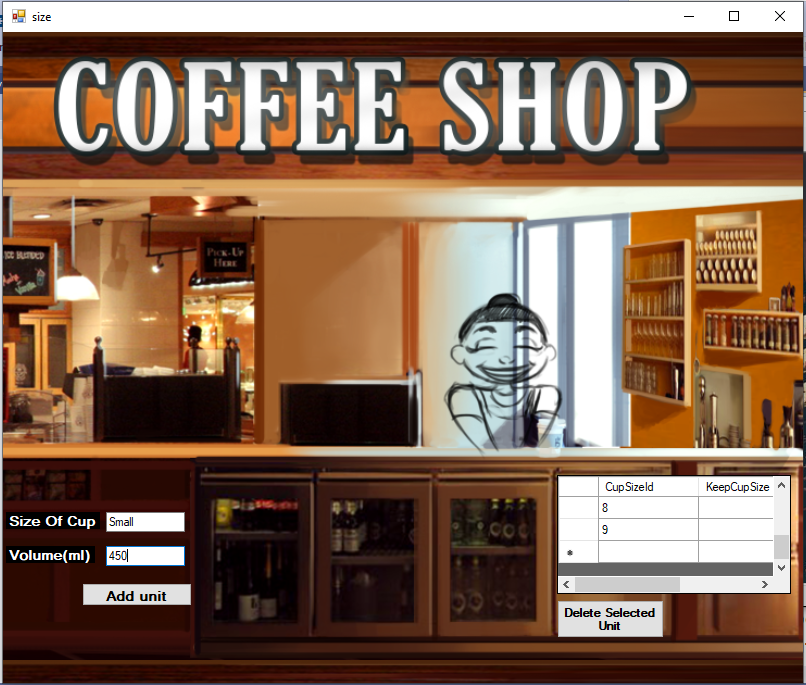 size
COFFEE SHOP
PICK-UP
HERE
Size Of Cup
Small
Volume(ml)
450
Add unit
CupSizeId
KeepCupSize
8
9
*
Delete Selected
Unit